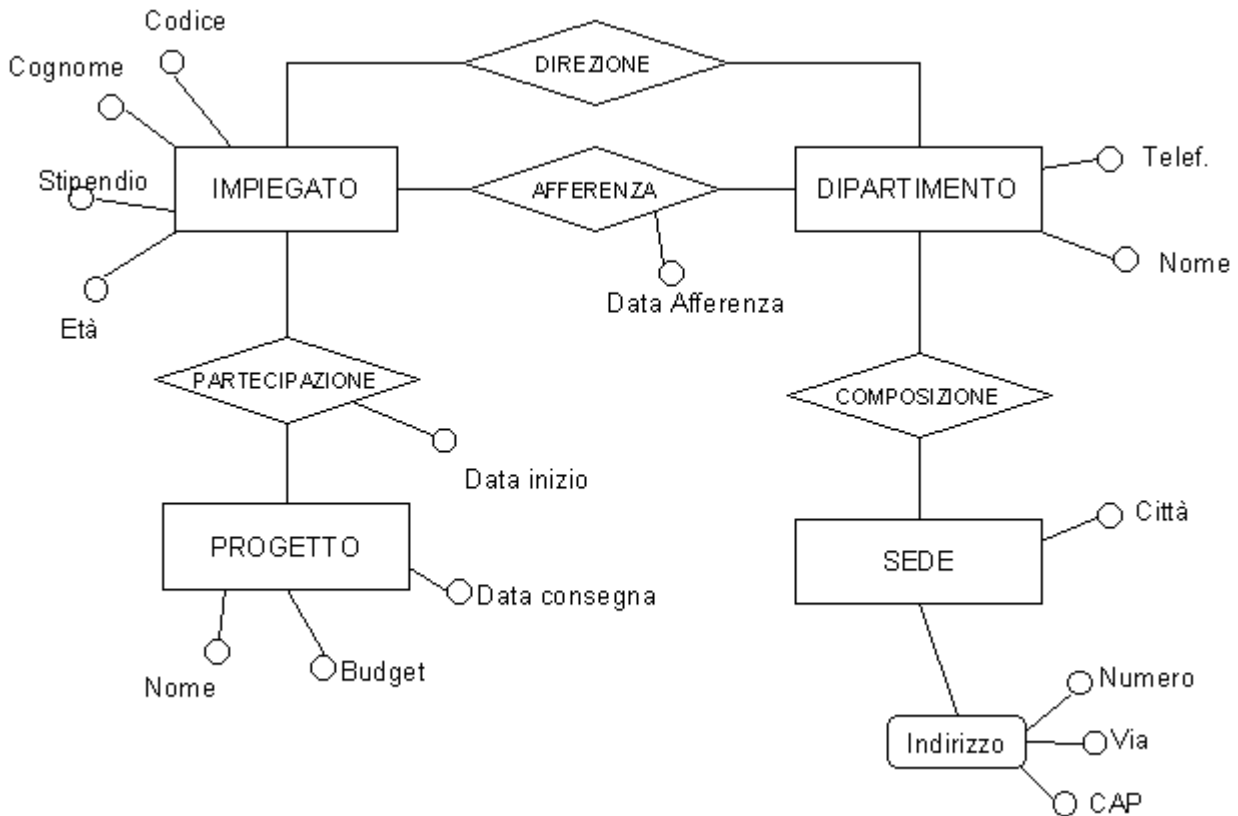 Codice
Cognome
DIREZIONE
Telef.
Stipendio
IMPIEGATO
AFFERENZA
DIPARTIMENTO
Nome
Data Afferenza
Età
PARTECIPAZIONE
COMPOSIZIONE
Data inizio
Città
PROGETTO
SEDE
Data consegna
Nome
Budget
Numero
Indirizzo
Via
CAP